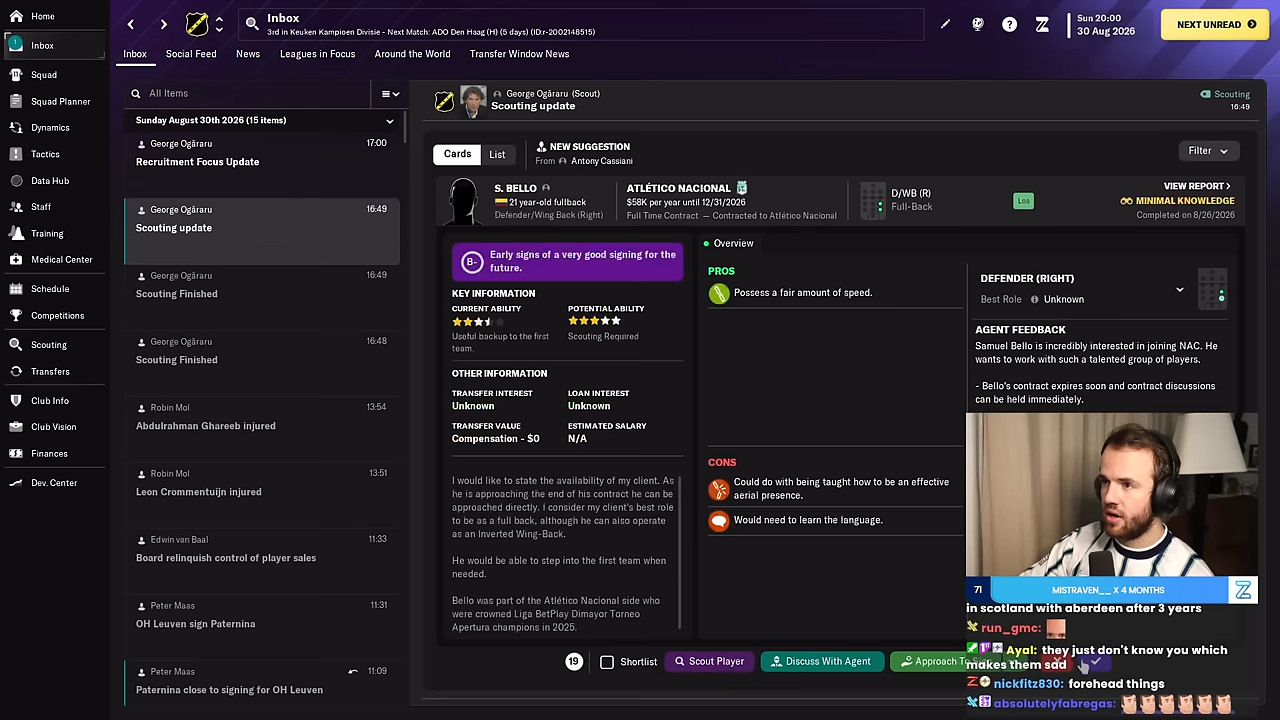 Home
Inbox
Squad
Squad Planner
Dynamics
Tactics
Data Hub
Staff
Training
Medical Center
Schedule
Competitions
Scouting
Transfers
Club Info
Club Vision
Finances
Dev. Center
Inbox
3rd in Keuken Kampioen Divisie - Next Match: ADO Den Haag (H) (5 days) (ID:r-2002148515)
Sun 20:00
30 Aug 2026
NEXT UNREAD
Inbox Social Feed News Leagues in Focus Around the World Transfer Window News
All Items
Sunday August 30th 2026 (15 items)
George Ogăraru 17:00
Recruitment Focus Update
George Ogăraru 16:49
Scouting update
George Ogăraru 16:49
Scouting Finished
George Ogăraru 16:48
Scouting Finished
Robin Mol 13:54
Abdulrahman Ghareeb injured
Robin Mol 13:51
Leon Crommentuijn injured
Edwin van Baal 11:33
Board relinquish control of player sales
Peter Maas 11:31
OH Leuven sign Paternina
Peter Maas 11:09
Paternina close to signing for OH Leuven
George Ogăraru (Scout)
Scouting update
Scouting
16:49
Cards List
NEW SUGGESTION
From Antony Cassiani
Filter
S. BELLO
21 year-old fullback
Defender/Wing Back (Right)
ATLÉTICO NACIONAL
$58K per year until 12/31/2026
Full Time Contract — Contracted to Atlético Nacional
D/WB (R)
Full-Back
Loa
VIEW REPORT >
MINIMAL KNOWLEDGE
Completed on 8/26/2026
B-
Early signs of a very good signing for the
future.
KEY INFORMATION
CURRENT ABILITY POTENTIAL ABILITY
Useful backup to the first
team.
Scouting Required
OTHER INFORMATION
TRANSFER INTEREST LOAN INTEREST
Unknown Unknown
TRANSFER VALUE ESTIMATED SALARY
Compensation - $0 N/A
I would like to state the availability of my client. As
he is approaching the end of his contract he can be
approached directly. I consider my client's best role
to be as a full back, although he can also operate
as an Inverted Wing-Back.
He would be able to step into the first team when
needed.
Bello was part of the Atlético Nacional side who
were crowned Liga BetPlay Dimayor Torneo
Apertura champions in 2025.
Overview
PROS
Possess a fair amount of speed.
CONS
Could do with being taught how to be an effective
aerial presence.
Would need to learn the language.
DEFENDER (RIGHT)
Best Role Unknown
AGENT FEEDBACK
Samuel Bello is incredibly interested in joining NAC. He
wants to work with such a talented group of players.
- Bello's contract expires soon and contract discussions
can be held immediately.
19 Shortlist Scout Player Discuss With Agent Approach To
71 MISTRAVEN__ X 4 MONTHS
in scotland with aberdeen after 3 years
run_gmc:
Ayal: they just don't know you which
makes them sad
nickfitz830: forehead things
absolutelyfabregas: